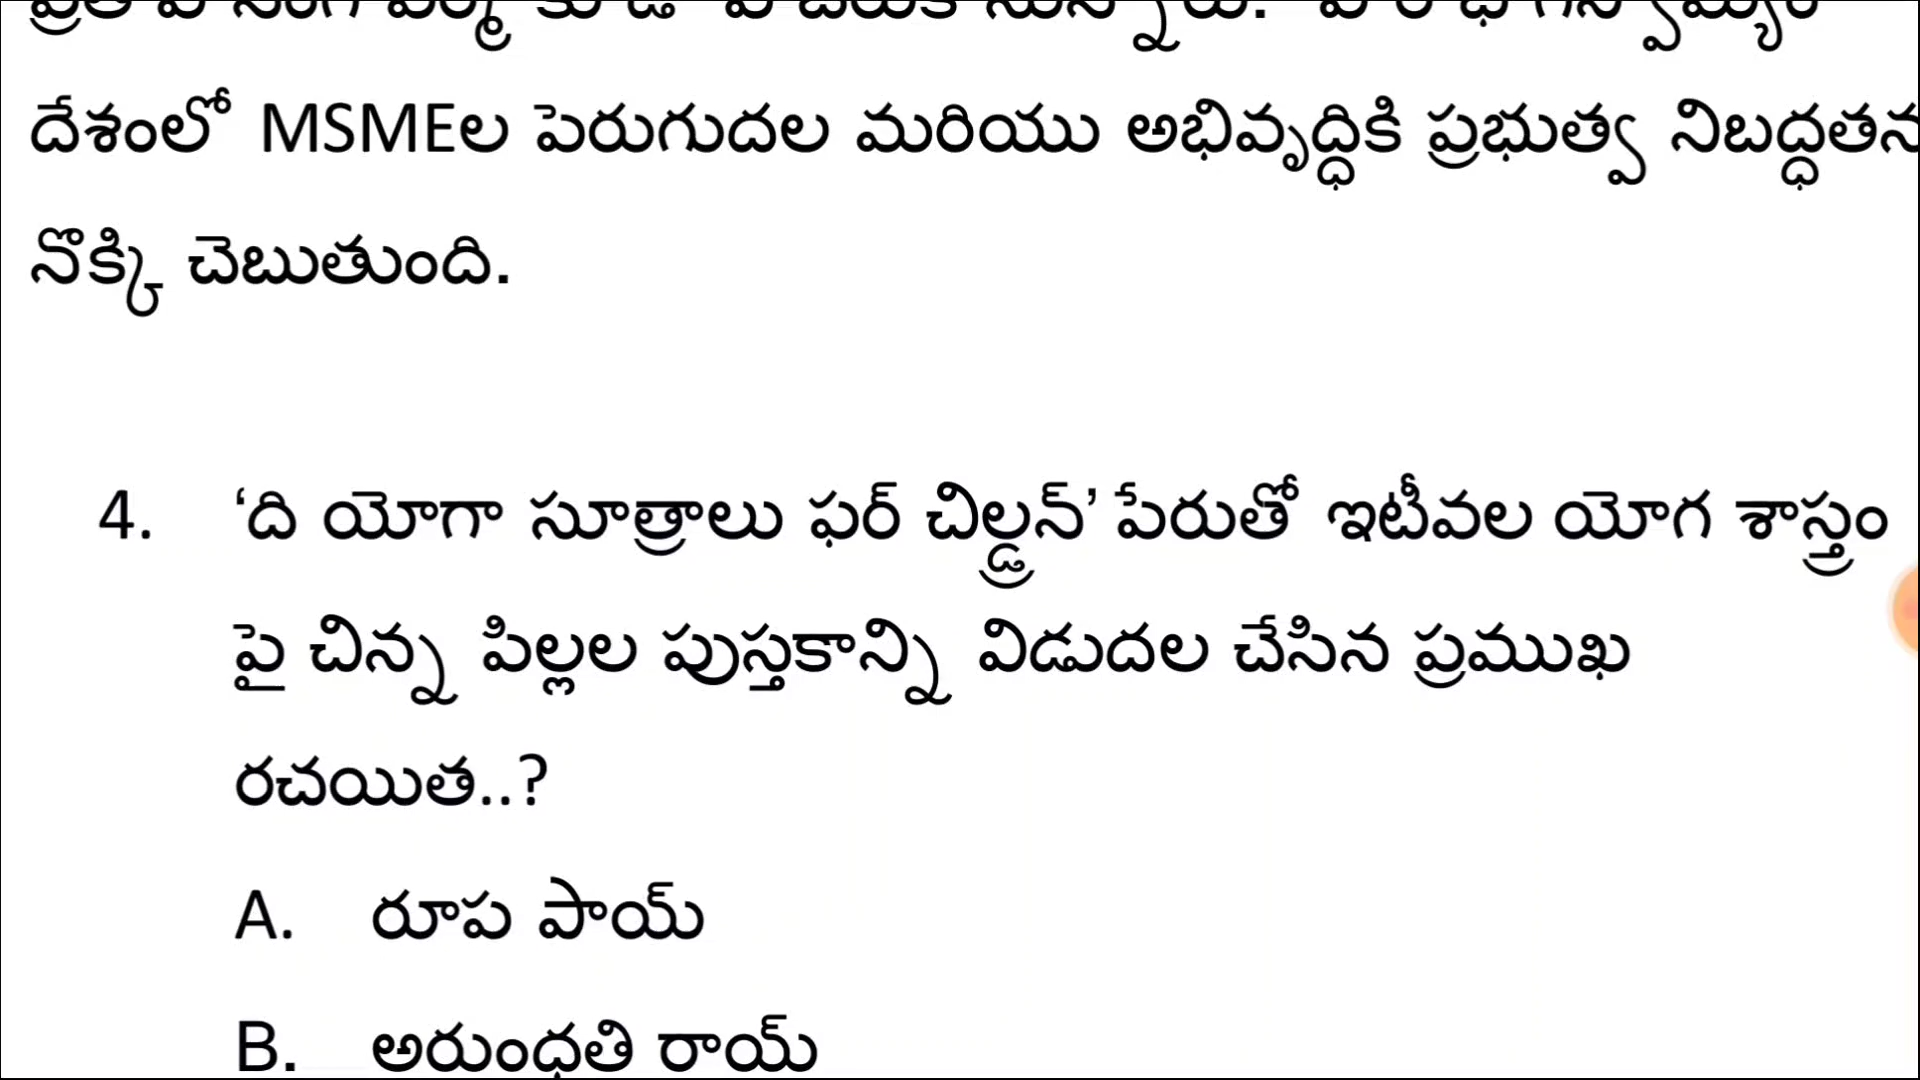 దేశంలో MSMEల పెరుగుదల మరియు అభివృద్ధికి ప్రభుత్వ నిబద్ధతన
నొక్కి చెబుతుంది.
4. ‘ది యోగా సూత్రాలు ఫర్ చిల్డ్రన్’ పేరుతో ఇటీవల యోగ శాస్త్రం
పై చిన్న పిల్లల పుస్తకాన్ని విడుదల చేసిన ప్రముఖ
రచయిత..?
A. రూప పాయ్
B. అరుంధతి రాయ్